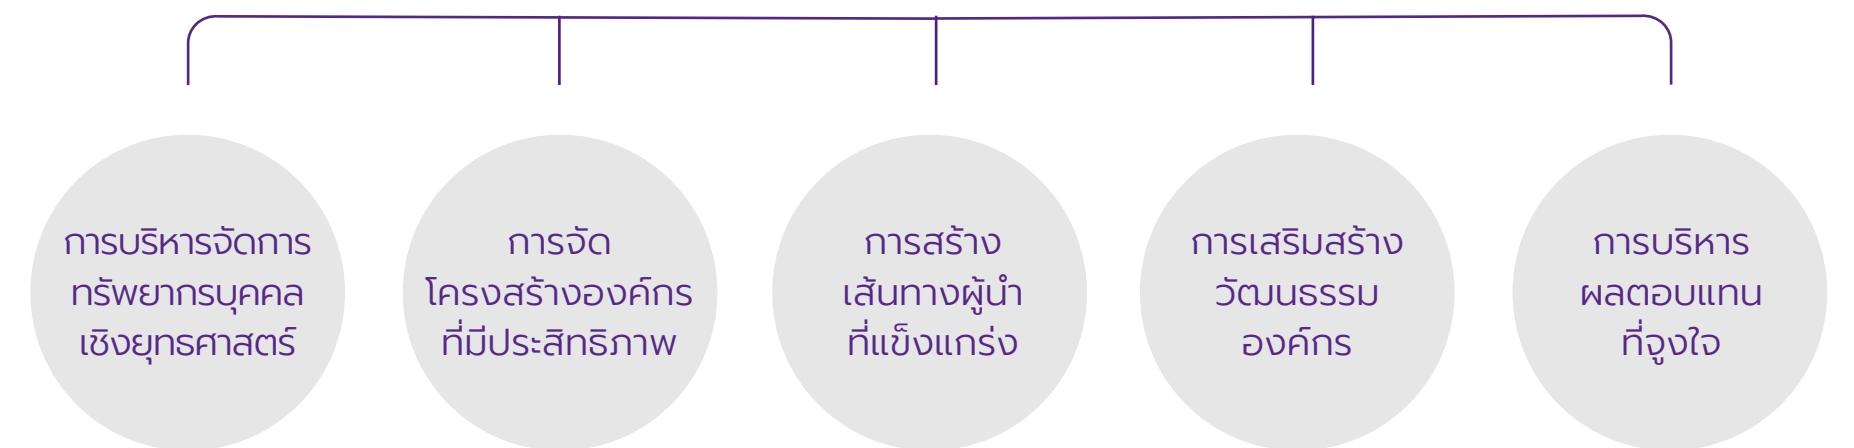 การบริหารจัดการ
ทรัพยากรบุคคล
เชิงยุทธศาสตร์
การจัด
โครงสร้างองค์กร
ที่มีประสิทธิภาพ
การสร้าง
เส้นทางผู้นำ
ที่แข็งแกร่ง
การเสริมสร้าง
วัฒนธรรม
องค์กร
การบริหาร
ผลตอบแทน
ที่จูงใจ